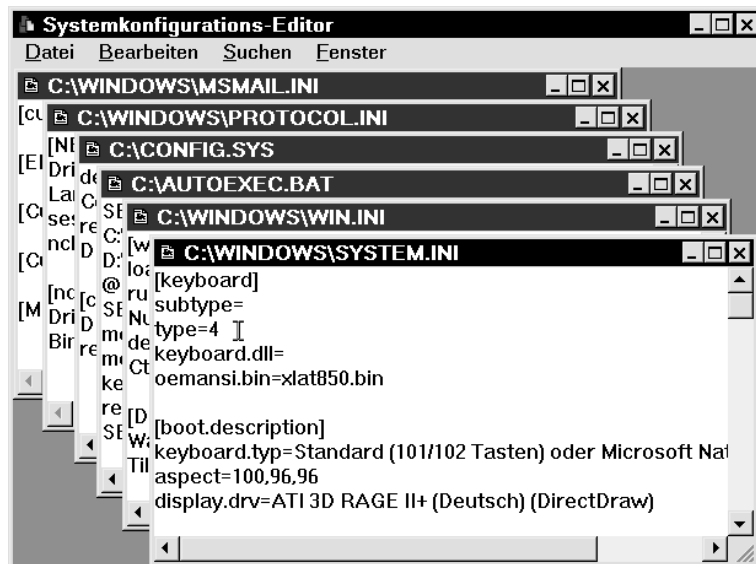 Systemkonfigurations-Editor
Datei Bearbeiten Suchen Fenster
C:\WINDOWS\MSMAIL.INI
C:\WINDOWS\PROTOCOL.INI
C:\CONFIG.SYS
C:\AUTOEXEC.BAT
C:\WINDOWS\WIN.INI
C:\WINDOWS\SYSTEM.INI
[keyboard]
subtype=
type=4
keyboard.dll=
oemansi.bin=xlat850.bin
[boot.description]
keyboard.typ=Standard (101/102 Tasten) oder Microsoft Nat
aspect=100,96,96
display.drv=ATI 3D RAGE II+ (Deutsch) (DirectDraw)